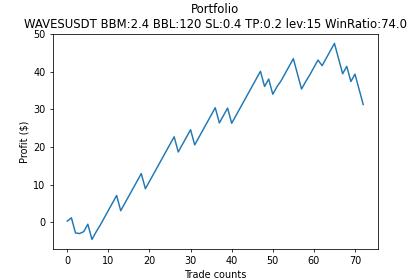 Portfolio
WAVESUSDT BBM:2.4 BBL:120 SL:0.4 TP:0.2 lev:15 WinRatio:74.0
50
40
30
20
10
0
Profit ($)
0 10 20 30 40 50 60 70
Trade counts